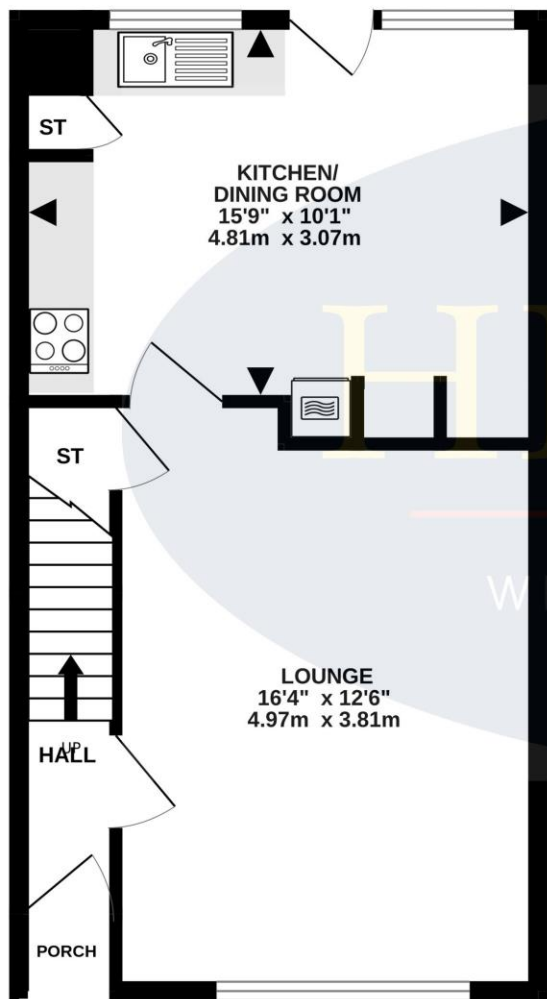 ST
KITCHEN/
DINING ROOM
15'9" x 10'1"
4.81m x 3.07m
ST
LOUNGE
16'4" x 12'6"
4.97m x 3.81m
UP
HALL
PORCH